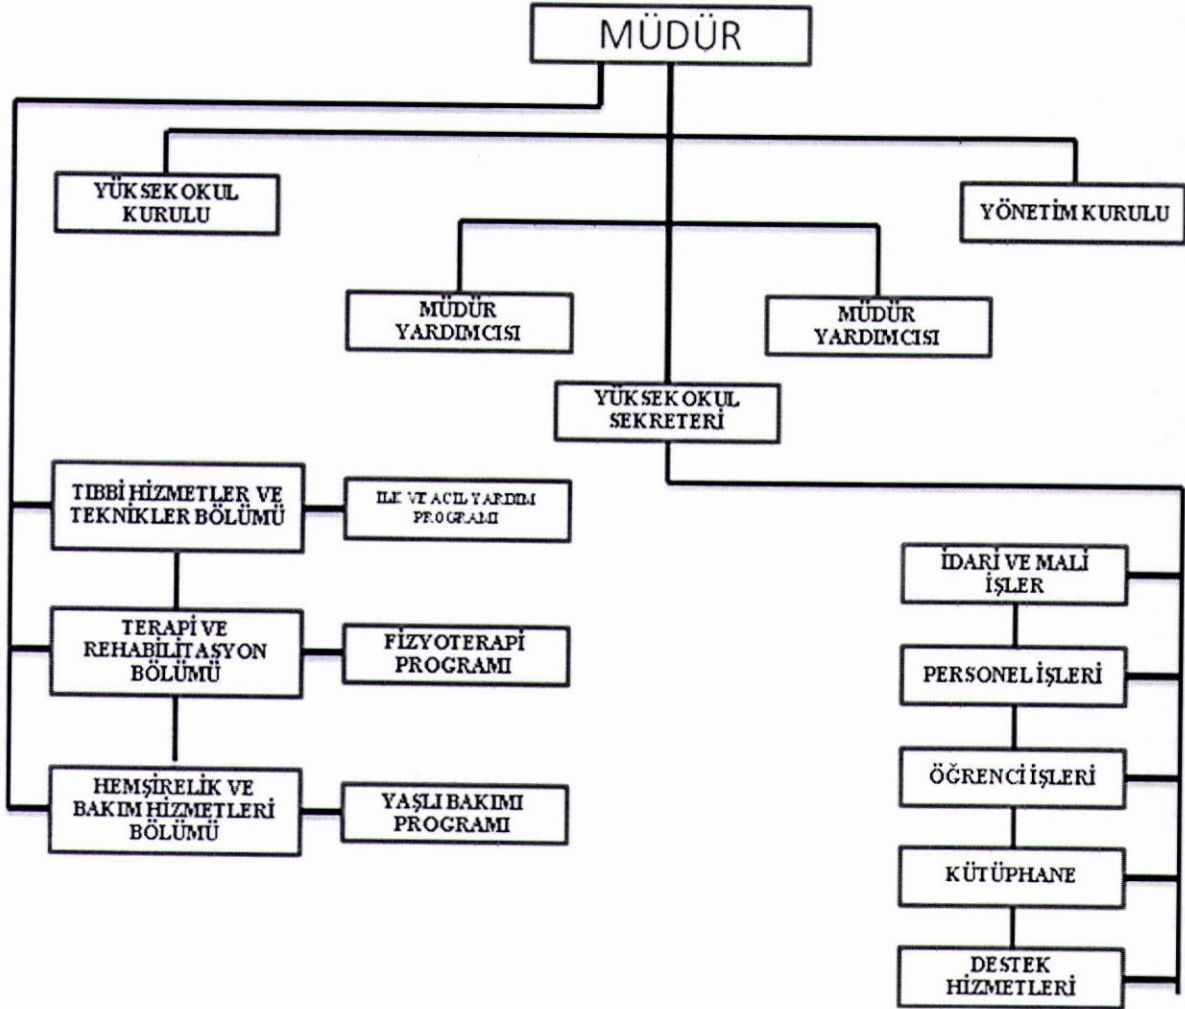 MÜDÜR
YÜKSEKOKUL
KURULU
YÖNETİM KURULU
MÜDÜR
YARDIMCISI
MÜDÜR
YARDIMCISI
YÜKSEKOKUL
SEKRETERİ
TIBBİ HİZMETLER VE
TEKNİKLER BÖLÜMÜ
İLK VE ACİL YARDIM
PROGRAMI
TERAPİ VE
REHABİLİTASYON
BÖLÜMÜ
FİZYOTERAPİ
PROGRAMI
HEMŞİRELİK VE
BAKIM HİZMETLERİ
BÖLÜMÜ
YAŞLI BAKIMI
PROGRAMI
İDARİ VE MALİ
İŞLER
PERSONEL İŞLERİ
ÖĞRENCİ İŞLERİ
KÜTÜPHANE
DESTEK
HİZMETLERİ